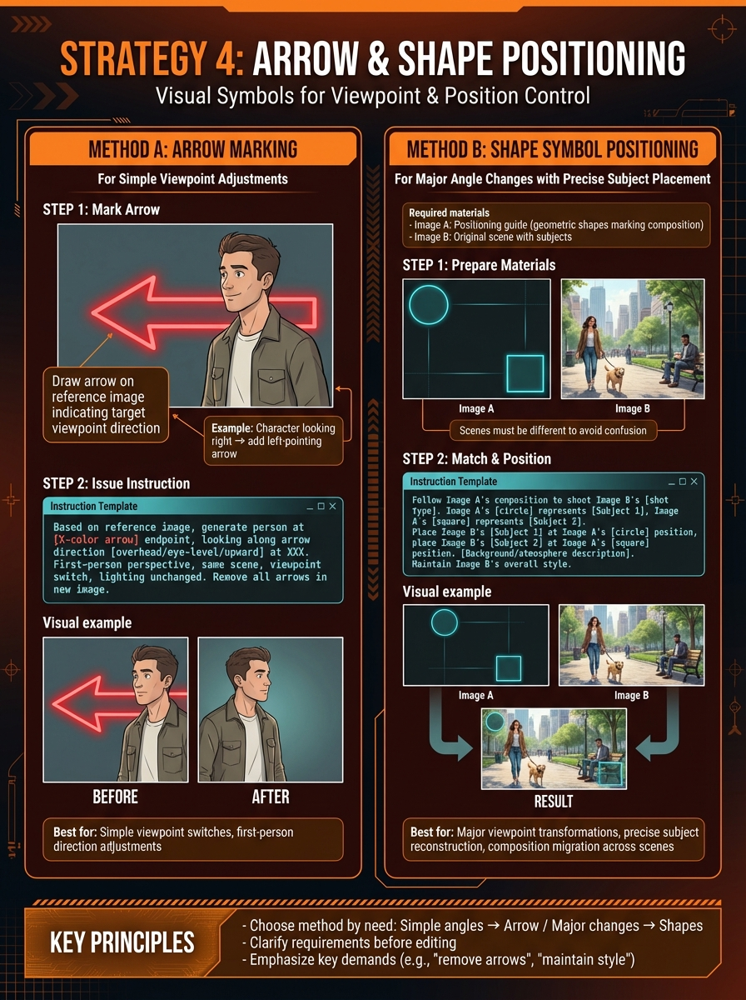 STRATEGY 4: ARROW & SHAPE POSITIONING
Visual Symbols for Viewpoint & Position Control
METHOD A: ARROW MARKING
For Simple Viewpoint Adjustments
STEP 1: Mark Arrow
Draw arrow on
reference image
indicating target
viewpoint direction
Example: Character looking
right → add left-pointing
arrow
STEP 2: Issue Instruction
Instruction Template
Based on reference image, generate person at
[X-color arrow] endpoint, looking along arrow
direction [overhead/eye-level/upward] at XXX.
First-person perspective, same scene, viewpoint
switch, lighting unchanged. Remove all arrows in
new image.
Visual example
BEFORE
AFTER
Best for: Simple viewpoint switches, first-person
direction adjustments
METHOD B: SHAPE SYMBOL POSITIONING
For Major Angle Changes with Precise Subject Placement
Required materials
- Image A: Positioning guide (geometric shapes marking composition)
- Image B: Original scene with subjects
STEP 1: Prepare Materials
Image A
Image B
Scenes must be different to avoid confusion
STEP 2: Match & Position
Instruction Template
Follow Image A's composition to shoot Image B's [shot
type]. Image A's [circle] represents [Subject 1], Image
A's [square] represents [Subject 2].
Place Image B's [Subject 1] at Image A's [circle] position,
place Image B's [Subject 2] at Image A's [square]
position. [Background/atmosphere description].
Maintain Image B's overall style.
Visual example
Image A
Image B
RESULT
Best for: Major viewpoint transformations, precise subject
reconstruction, composition migration across scenes
KEY PRINCIPLES
- Choose method by need: Simple angles → Arrow / Major changes → Shapes
- Clarify requirements before editing
- Emphasize key demands (e.g., "remove arrows", "maintain style")